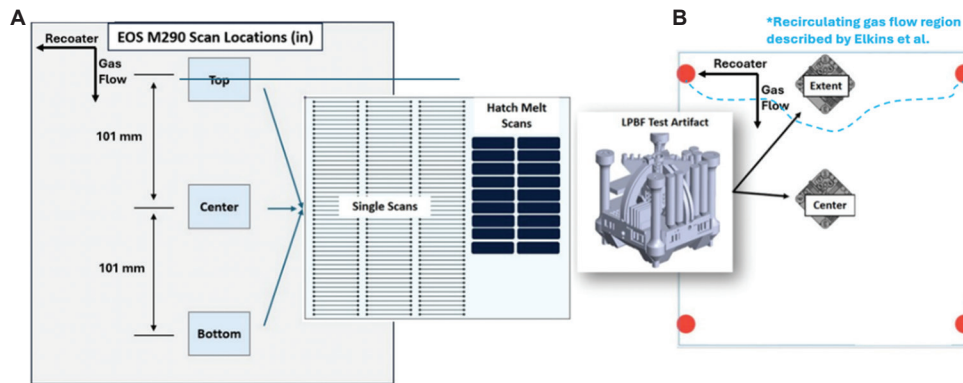 A
EOS M290 Scan Locations (in)
Recoater
Gas
Flow
Top
101 mm
Center
101 mm
Bottom
Single Scans
Hatch Melt
Scans
LPBF Test Artifact
B
*Recirculating gas flow region
described by Elkins et al.
Recoater
Gas
Flow
Extent
Center